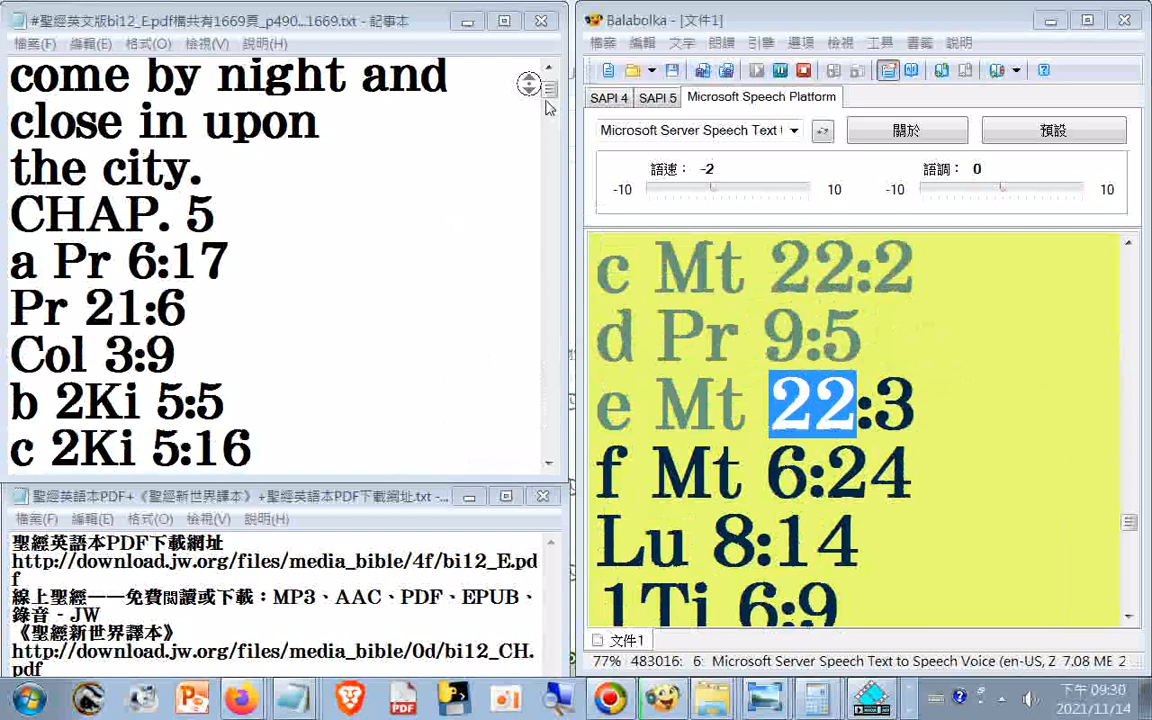 #聖經英文版bi12_E.pdf檔共有1669頁_p490...1669.txt - 記事本
檔案(F) 編輯(E) 格式(O) 檢視(V) 說明(H)
come by night and
close in upon
the city.
CHAP. 5
a Pr 6:17
Pr 21:6
Col 3:9
b 2Ki 5:5
c 2Ki 5:16
聖經英語本PDF+《聖經新世界譯本》+聖經英語本PDF下載網址.txt -...
檔案(F) 編輯(E) 格式(O) 檢視(V) 說明(H)
聖經英語本PDF下載網址
http://download.jw.org/files/media_bible/4f/bi12_E.pd
f
線上聖經——免費閱讀或下載：MP3、AAC、PDF、EPUB、
錄音 - JW
《聖經新世界譯本》
http://download.jw.org/files/media_bible/0d/bi12_CH.
pdf
Balabolka - [文件1]
檔案 編輯 文字 朗讀 引擎 選項 檢視 工具 書籤 說明
SAPI 4 SAPI 5 Microsoft Speech Platform
Microsoft Server Speech Text 關於 預設
語速： -2 語調： 0
-10 10 -10 10
c Mt 22:2
d Pr 9:5
e Mt 22:3
f Mt 6:24
Lu 8:14
1Ti 6:9
文件1
77% 483016: 6: Microsoft Server Speech Text to Speech Voice (en-US, Z 7.08 ME 2
下午 09:30
2021/11/14